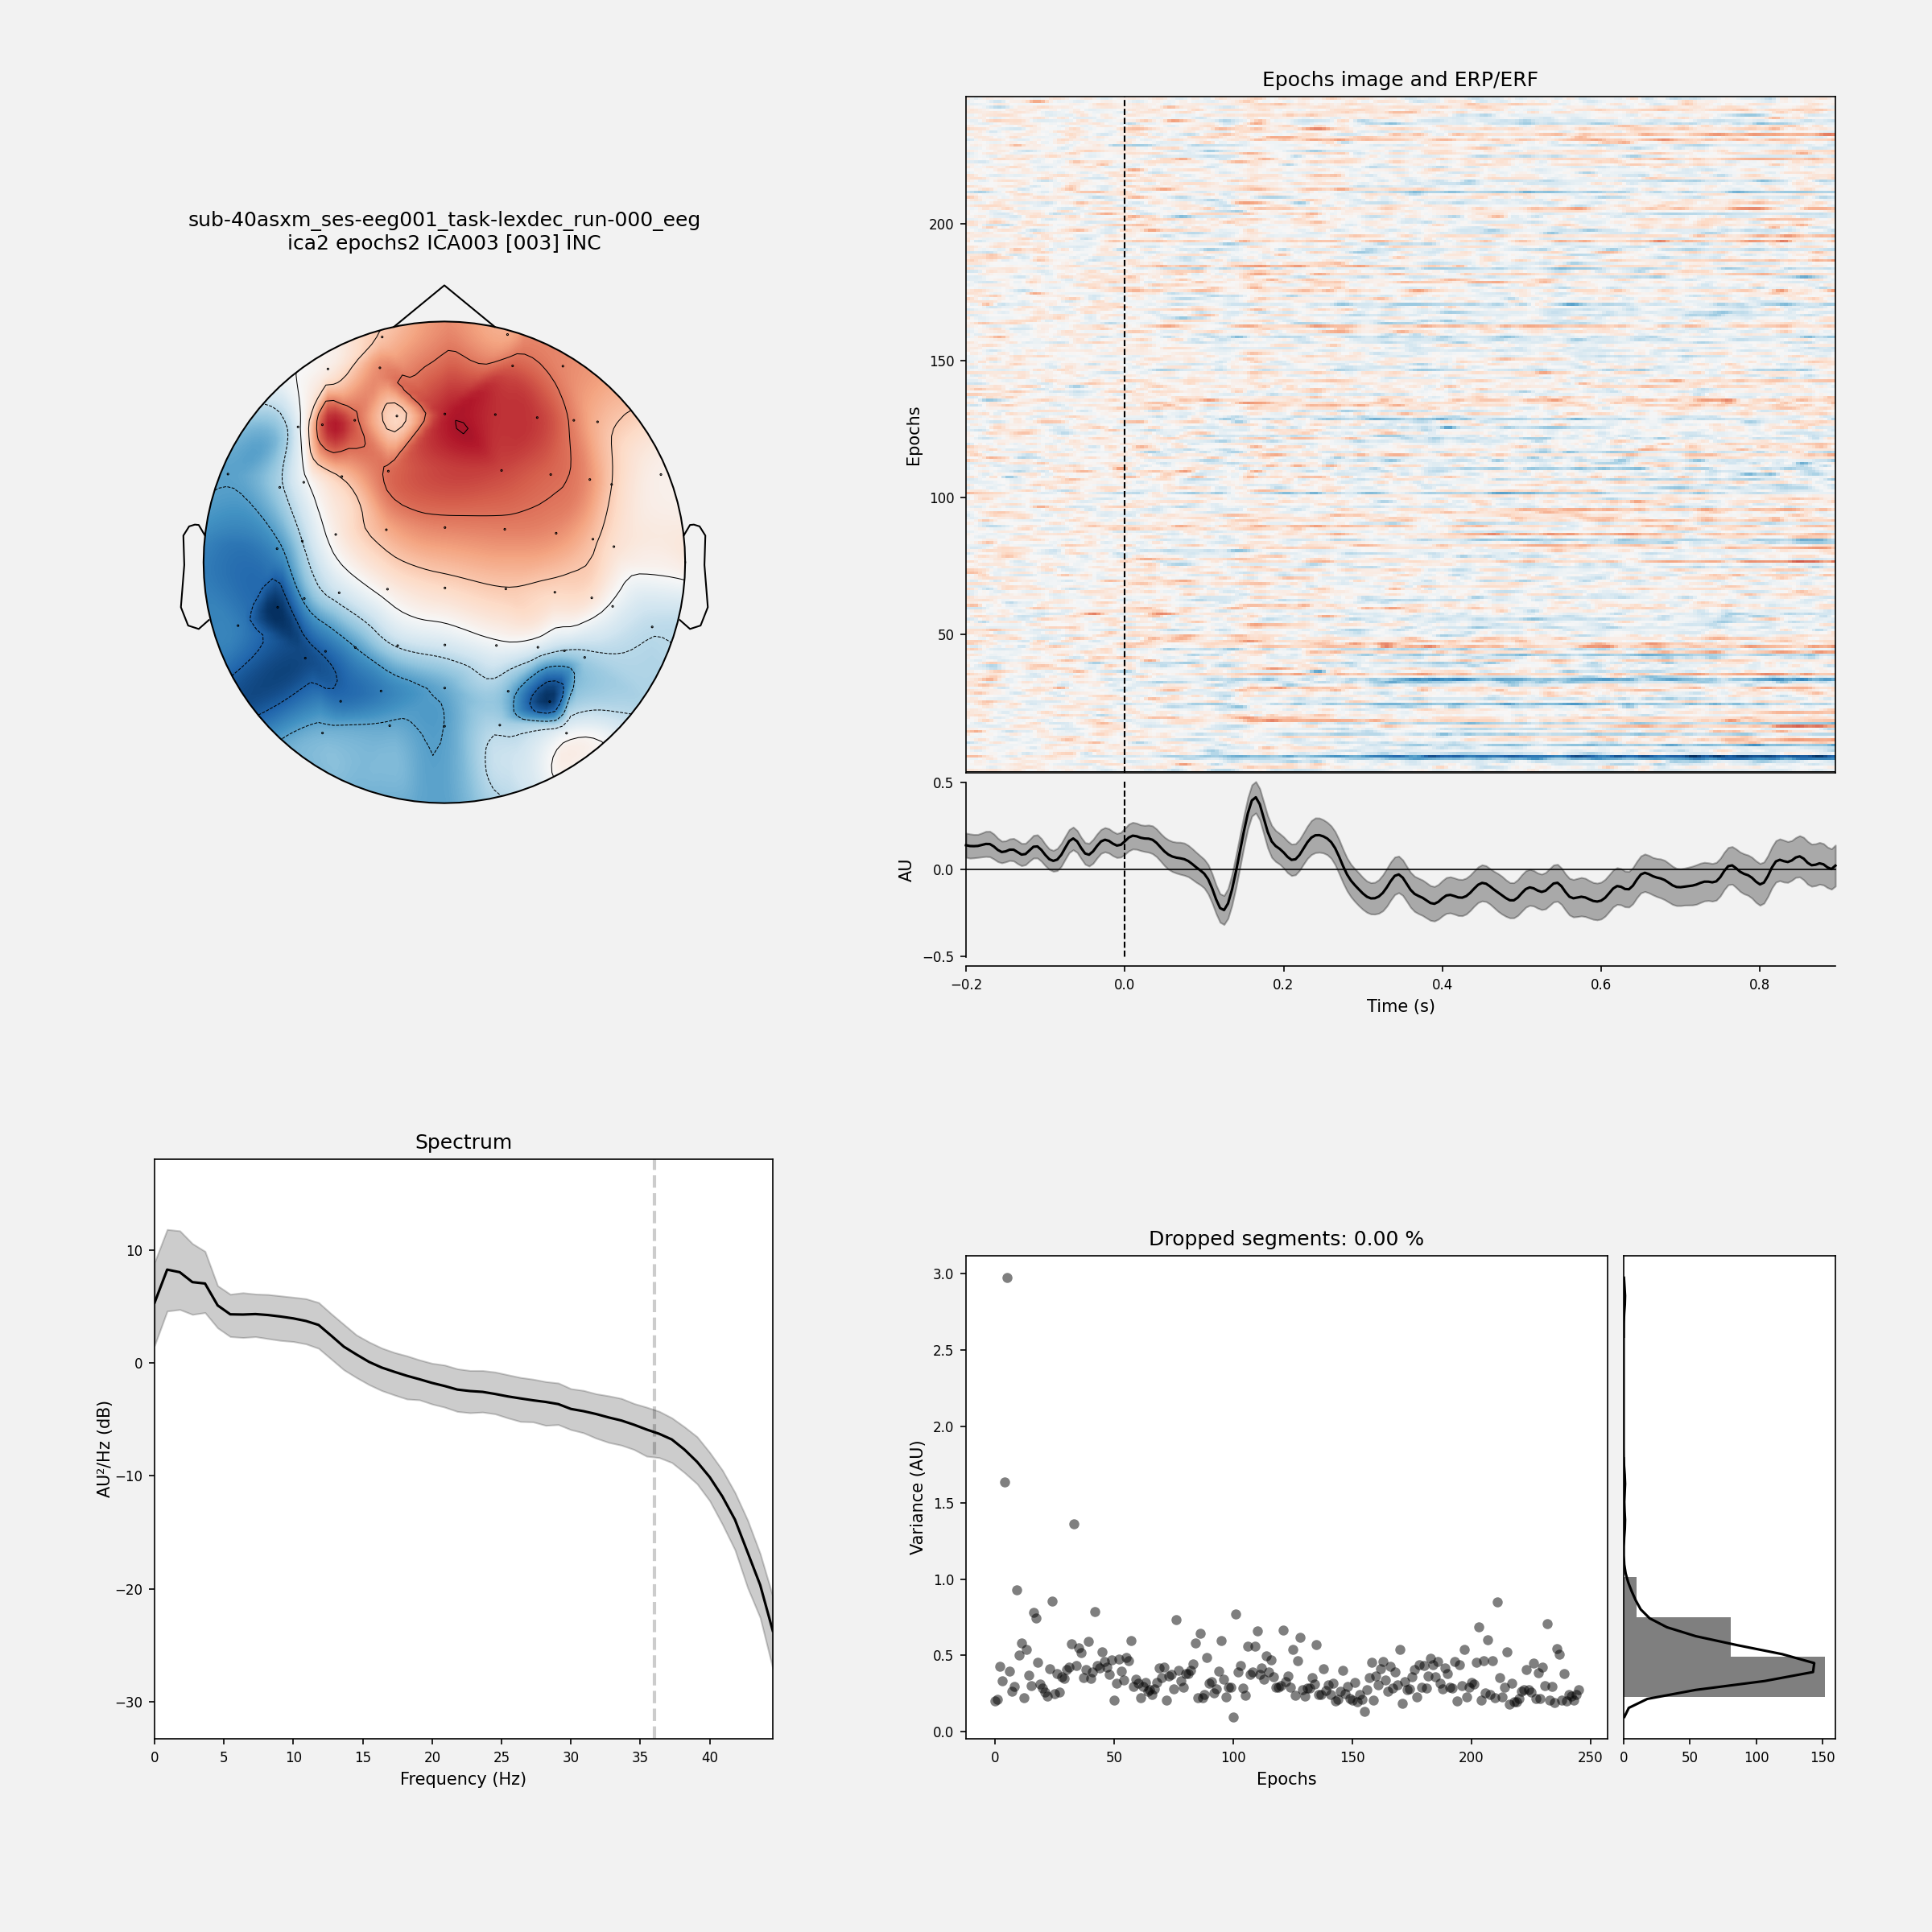 sub-40asxm_ses-eeg001_task-lexdec_run-000_eeg
ica2 epochs2 ICA003 [003] INC
Epochs image and ERP/ERF
Epochs
200
150
100
50
0.5
0.0
−0.5
AU
−0.2 0.0 0.2 0.4 0.6 0.8
Time (s)
Spectrum
AU²/Hz (dB)
10
0
−10
−20
−30
0 5 10 15 20 25 30 35 40
Frequency (Hz)
Dropped segments: 0.00 %
Variance (AU)
3.0
2.5
2.0
1.5
1.0
0.5
0.0
0 50 100 150 200 250
Epochs
0 50 100 150